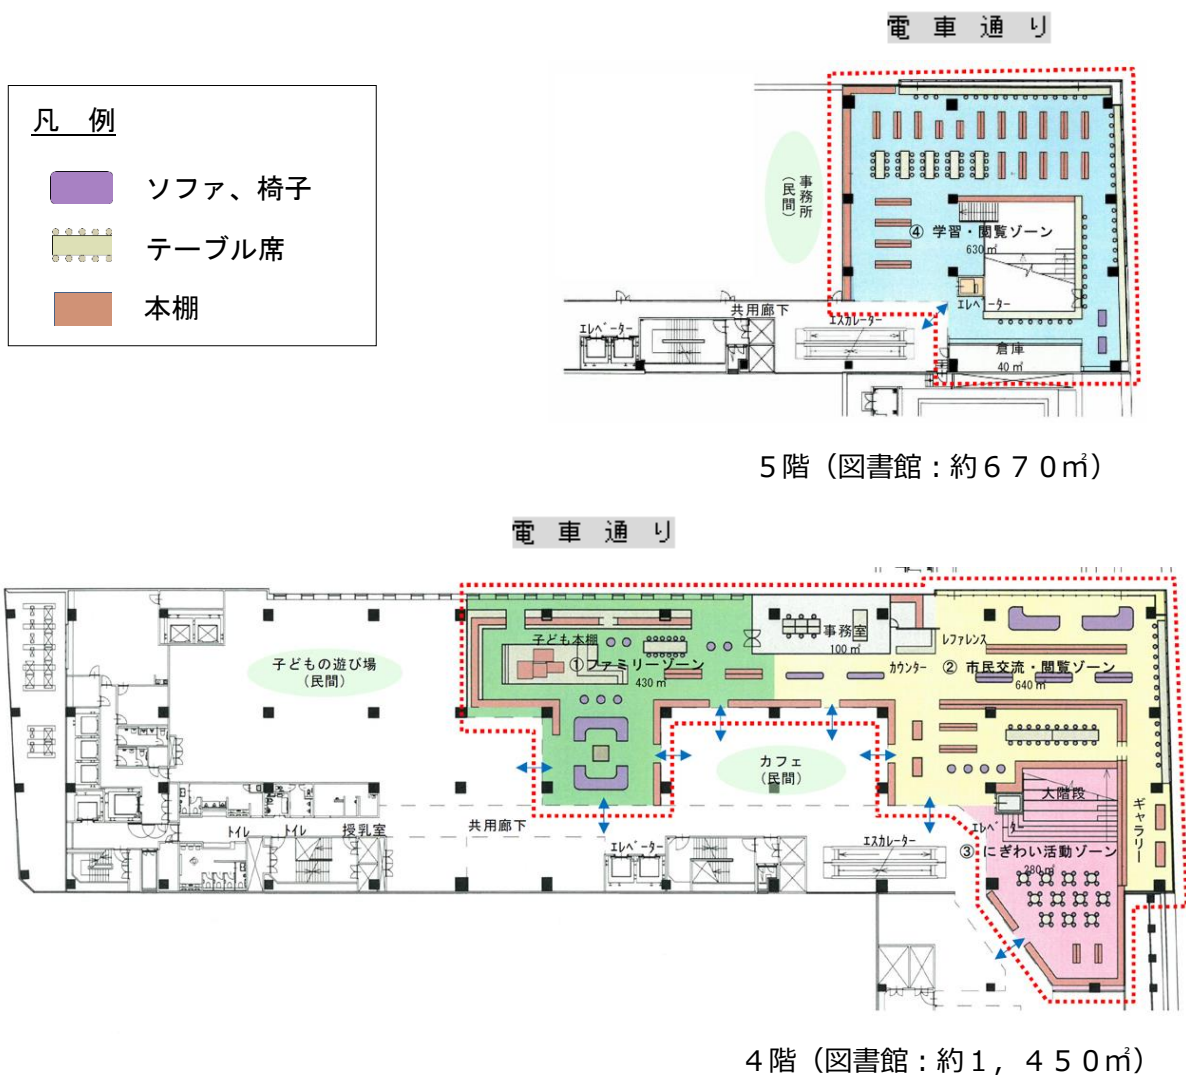 電車通り
凡 例
ソファ、椅子
テーブル席
本棚
事務所
（民間）
④ 学習・閲覧ゾーン
630㎡
エレベーター
共用廊下
エレベーター
エスカレーター
倉庫
40㎡
5階（図書館：約670㎡）
電車通り
子どもの遊び場
（民間）
子ども本棚
①ファミリーゾーン
430㎡
事務室
100㎡
レファレンス
カウンター
② 市民交流・閲覧ゾーン
640㎡
カフェ
（民間）
大階段
エレベーター
ギャラリー
③ にぎわい活動ゾーン
280㎡
トイレ
トイレ
授乳室
共用廊下
エレベーター
エスカレーター
4階（図書館：約1，450㎡）